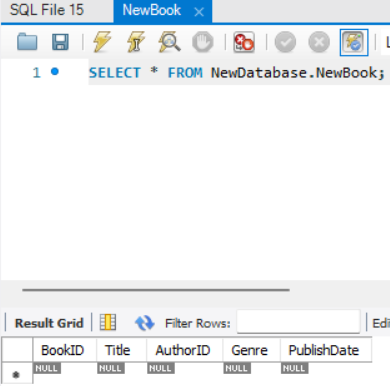 SQL File 15 NewBook ×
1 SELECT * FROM NewDatabase.NewBook;
Result Grid Filter Rows: Edi
BookID Title AuthorID Genre PublishDate
* NULL NULL NULL NULL NULL